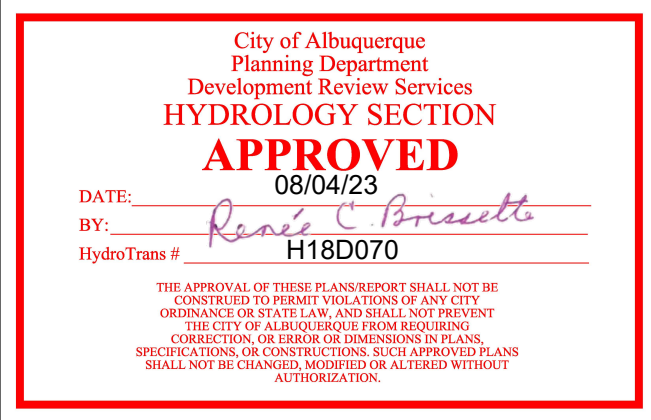 City of Albuquerque
Planning Department
Development Review Services
HYDROLOGY SECTION
APPROVED
DATE: 08/04/23
BY: Renée C. Brissette
HydroTrans # H18D070
THE APPROVAL OF THESE PLANS/REPORT SHALL NOT BE
CONSTRUED TO PERMIT VIOLATIONS OF ANY CITY
ORDINANCE OR STATE LAW, AND SHALL NOT PREVENT
THE CITY OF ALBUQUERQUE FROM REQUIRING
CORRECTION, OR ERROR OR DIMENSIONS IN PLANS,
SPECIFICATIONS, OR CONSTRUCTIONS. SUCH APPROVED PLANS
SHALL NOT BE CHANGED, MODIFIED OR ALTERED WITHOUT
AUTHORIZATION.